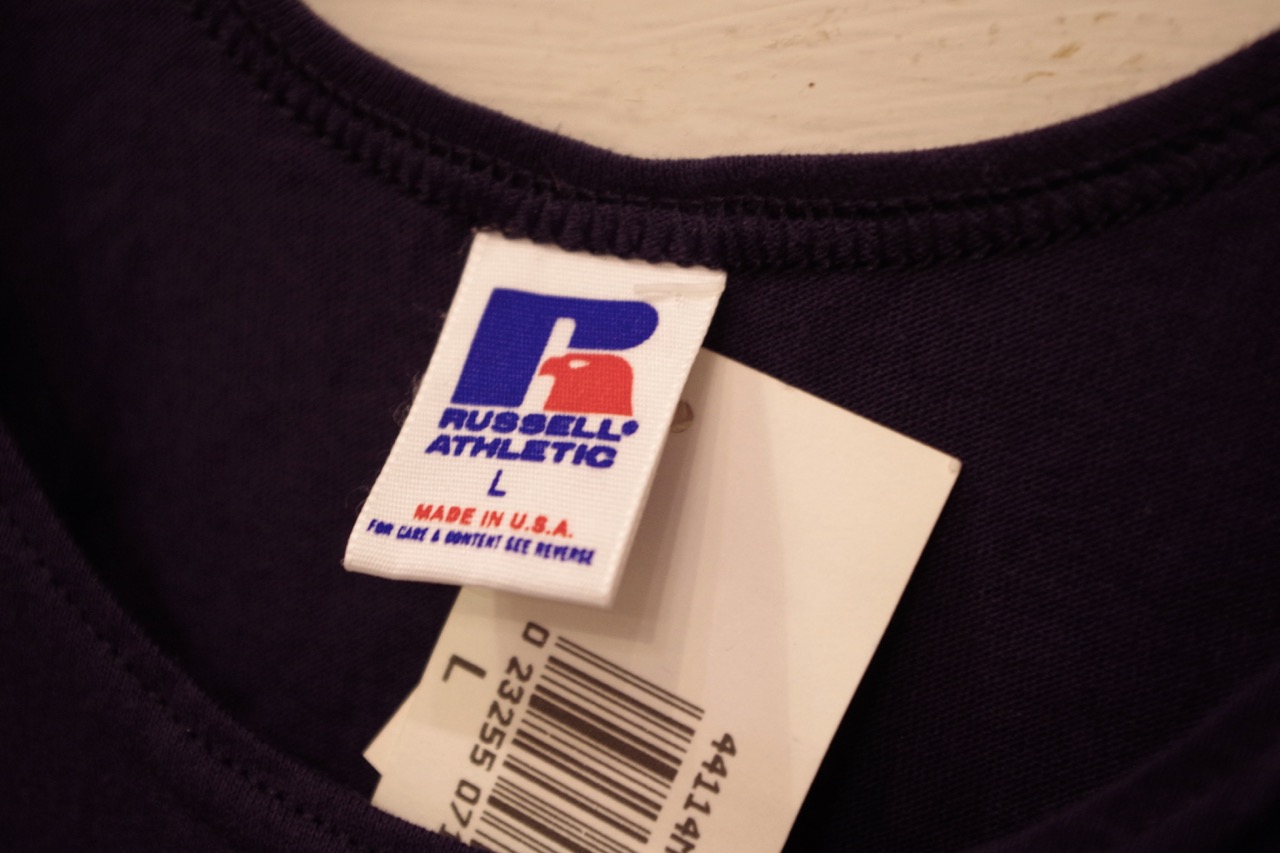 RUSSELL®
ATHLETIC
L
MADE IN U.S.A.
FOR CARE & CONTENT SEE REVERSE
L
0 23255 07
44114